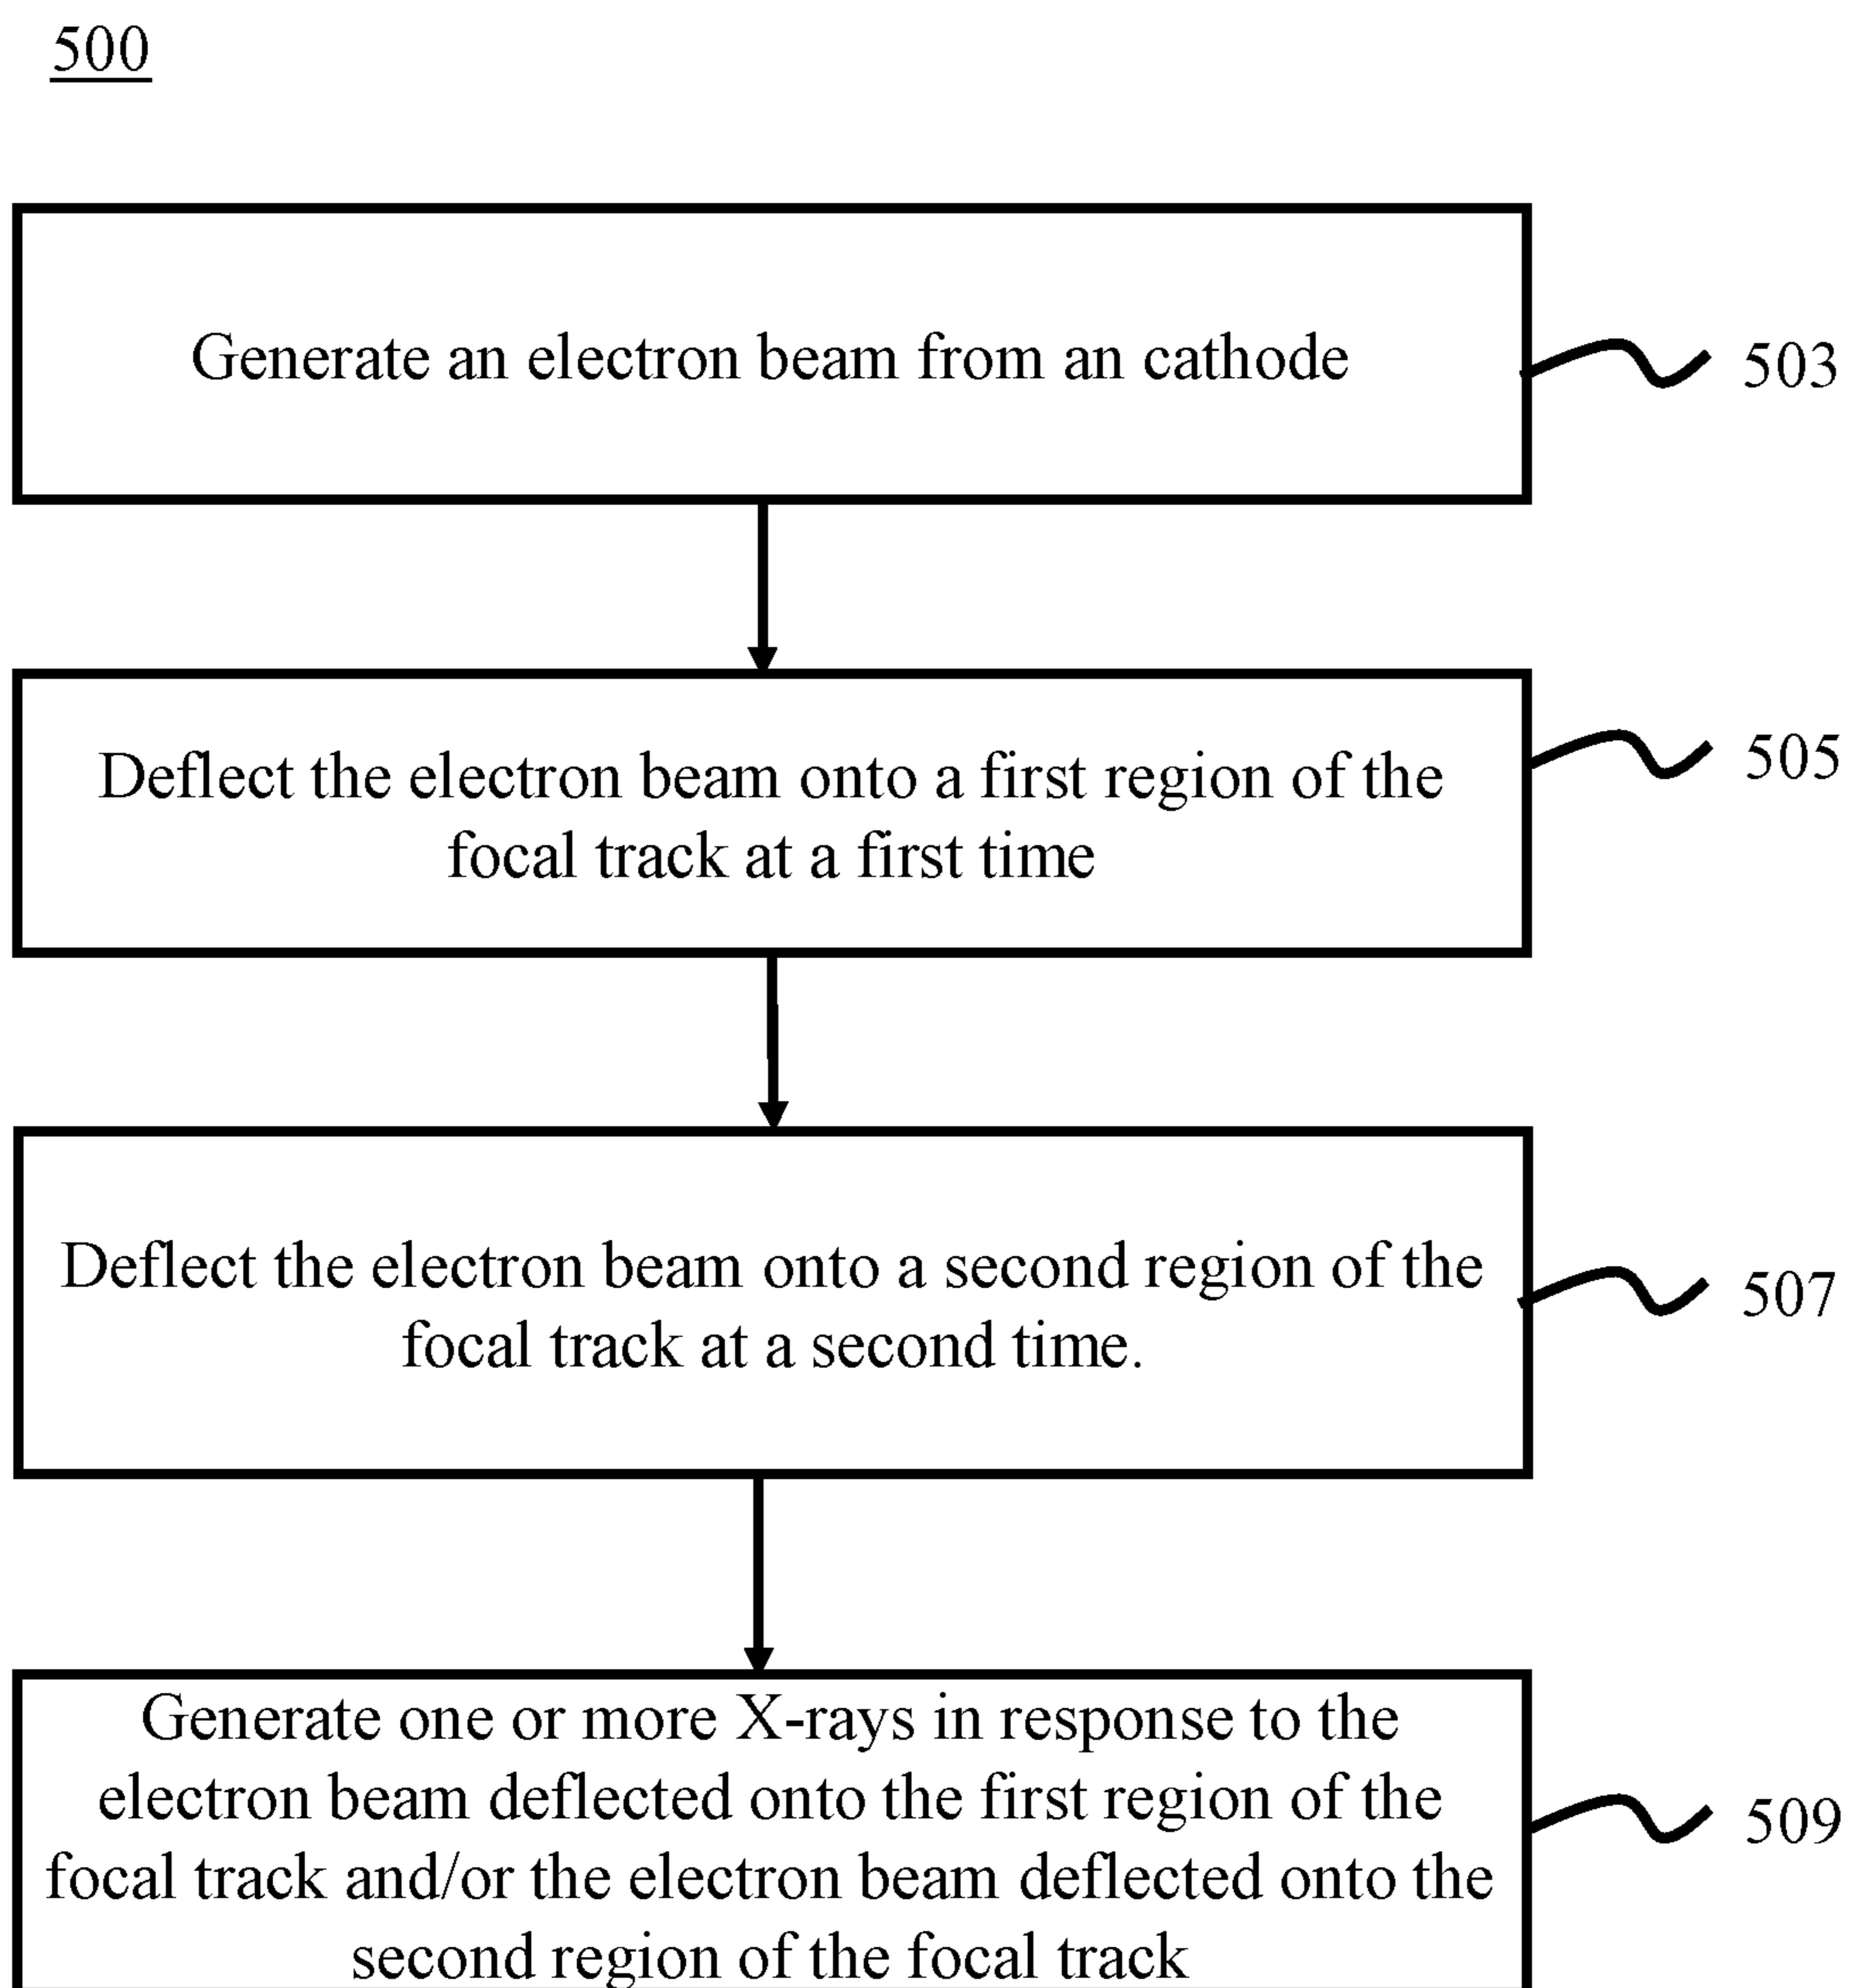 500
Generate an electron beam from an cathode
503
Deflect the electron beam onto a first region of the
focal track at a first time
505
Deflect the electron beam onto a second region of the
focal track at a second time.
507
Generate one or more X-rays in response to the
electron beam deflected onto the first region of the
focal track and/or the electron beam deflected onto the
second region of the focal track
509